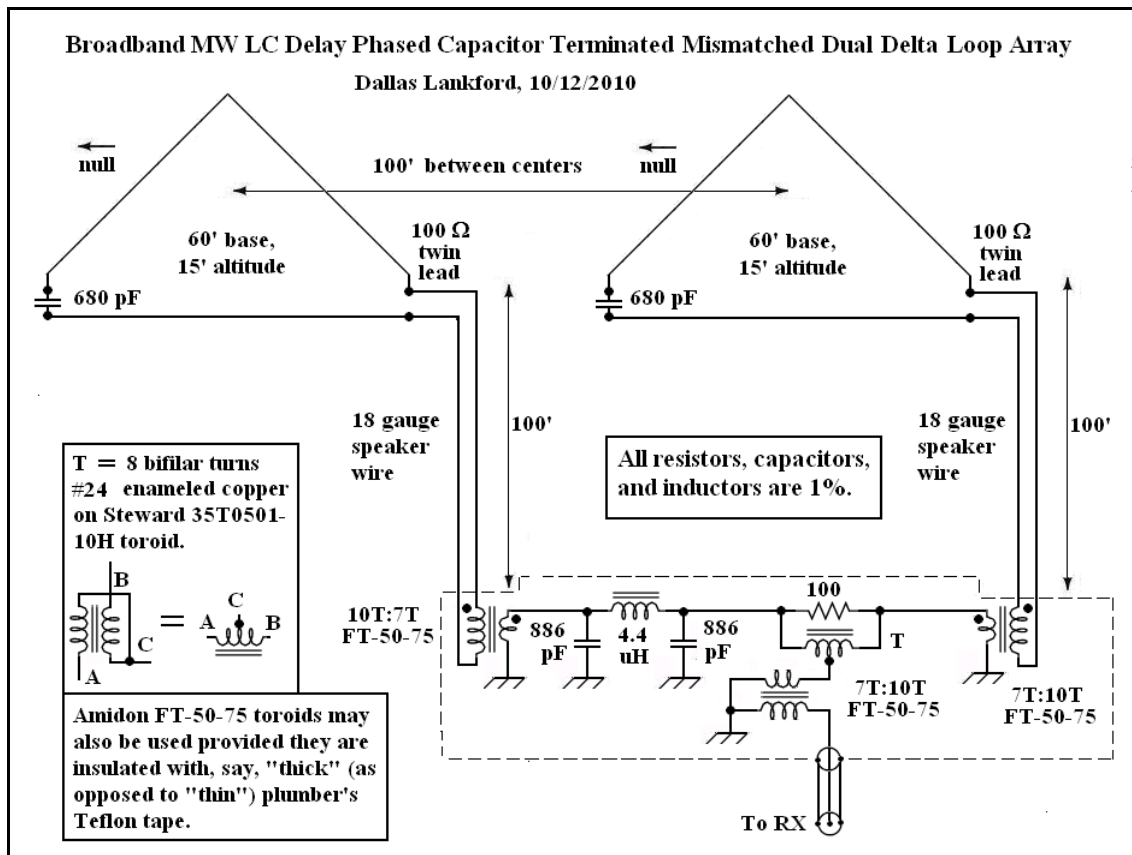 Broadband MW LC Delay Phased Capacitor Terminated Mismatched Dual Delta Loop Array
Dallas Lankford, 10/12/2010
null
100' between centers
null
60' base,
15' altitude
100 Ω
twin
lead
60' base,
15' altitude
100 Ω
twin
lead
680 pF
680 pF
18 gauge
speaker
wire
100'
18 gauge
speaker
wire
100'
All resistors, capacitors,
and inductors are 1%.
T = 8 bifilar turns
#24 enameled copper
on Steward 35T0501-
10H toroid.
B
C
A
=
C
A
B
10T:7T
FT-50-75
886
pF
4.4
uH
886
pF
100
T
7T:10T
FT-50-75
7T:10T
FT-50-75
Amidon FT-50-75 toroids may
also be used provided they are
insulated with, say, "thick" (as
opposed to "thin") plumber's
Teflon tape.
To RX